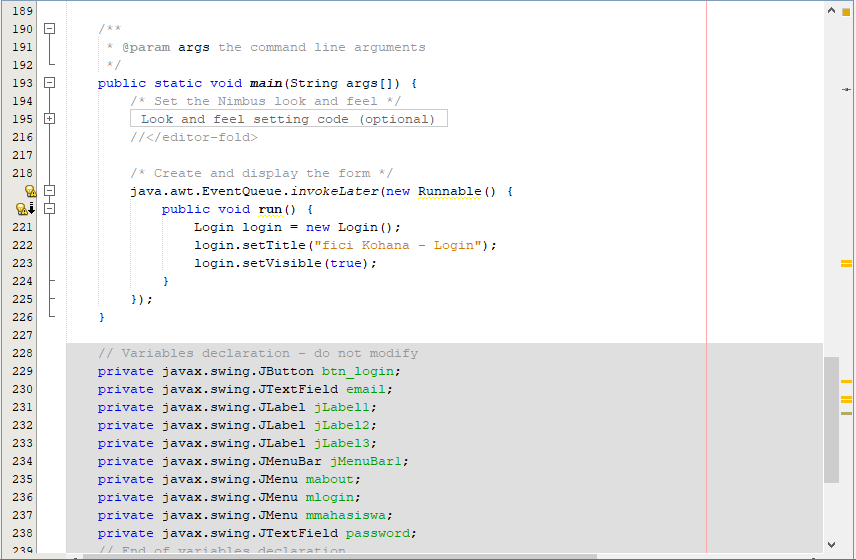 189
190 /**
191 * @param args the command line arguments
192 */
193 public static void main(String args[]) {
194 /* Set the Nimbus look and feel */
195 Look and feel setting code (optional)
216 //</editor-fold>
217
218 /* Create and display the form */
java.awt.EventQueue.invokeLater(new Runnable() {
public void run() {
221 Login login = new Login();
222 login.setTitle("fici Kohana - Login");
223 login.setVisible(true);
224 }
225 });
226 }
227
228 // Variables declaration - do not modify
229 private javax.swing.JButton btn_login;
230 private javax.swing.JTextField email;
231 private javax.swing.JLabel jLabel1;
232 private javax.swing.JLabel jLabel2;
233 private javax.swing.JLabel jLabel3;
234 private javax.swing.JMenuBar jMenuBar1;
235 private javax.swing.JMenu mabout;
236 private javax.swing.JMenu mlogin;
237 private javax.swing.JMenu mmahasiswa;
238 private javax.swing.JTextField password;
239 // End of variables declaration